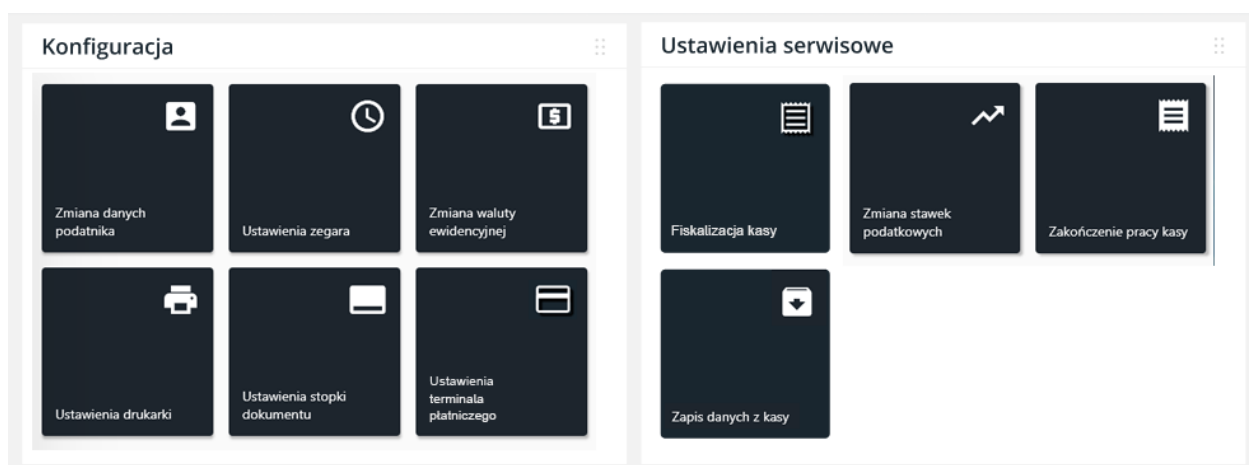 Konfiguracja
Zmiana danych
podatnika
Ustawienia zegara
Zmiana waluty
ewidencyjnej
Ustawienia drukarki
Ustawienia stopki
dokumentu
Ustawienia
terminala
płatniczego
Ustawienia serwisowe
Fiskalizacja kasy
Zmiana stawek
podatkowych
Zakończenie pracy kasy
Zapis danych z kasy